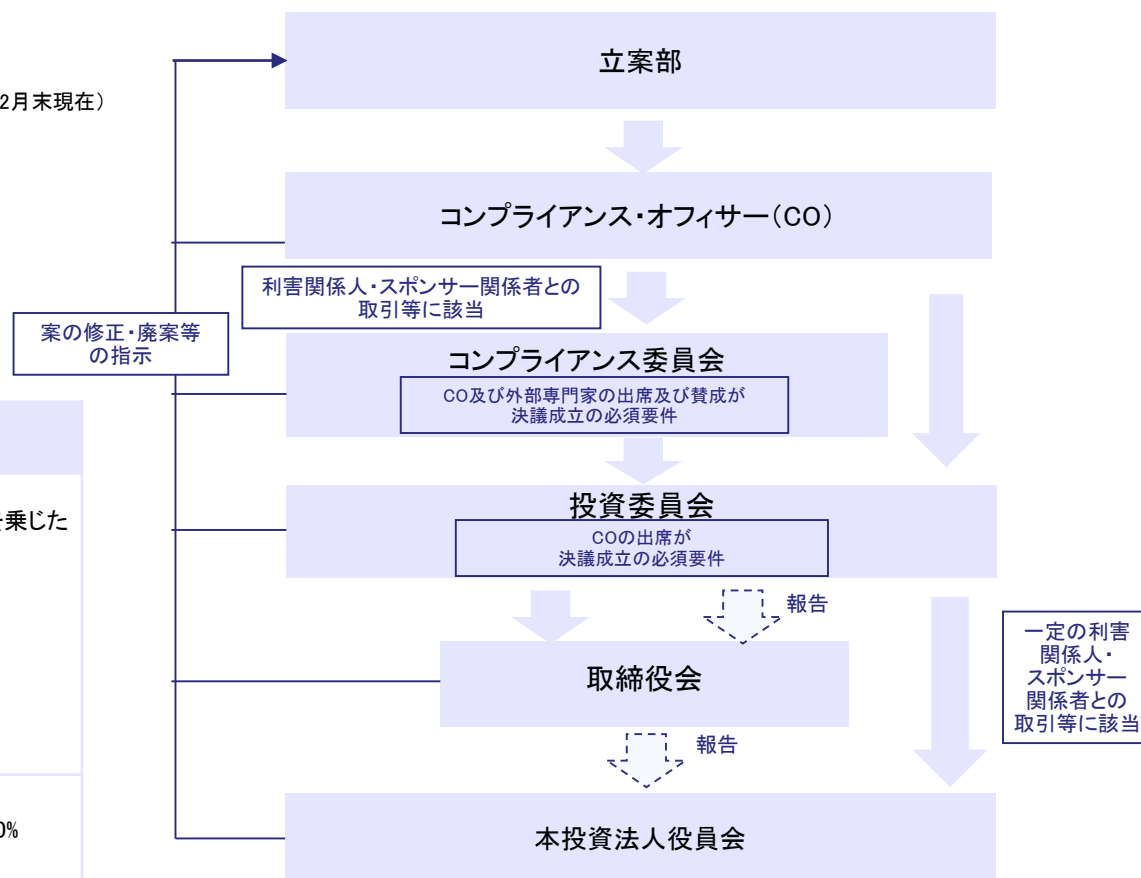 立案部
2月末現在）
コンプライアンス・オフィサー（CO）
利害関係人・スポンサー関係者との
取引等に該当
案の修正・廃案等
の指示
コンプライアンス委員会
CO及び外部専門家の出席及び賛成が
決議成立の必須要件
投資委員会
を乗じた
COの出席が
決議成立の必須要件
報告
一定の利害
関係人・
スポンサー
関係者との
取引等に該当
取締役会
報告
0%
本投資法人役員会